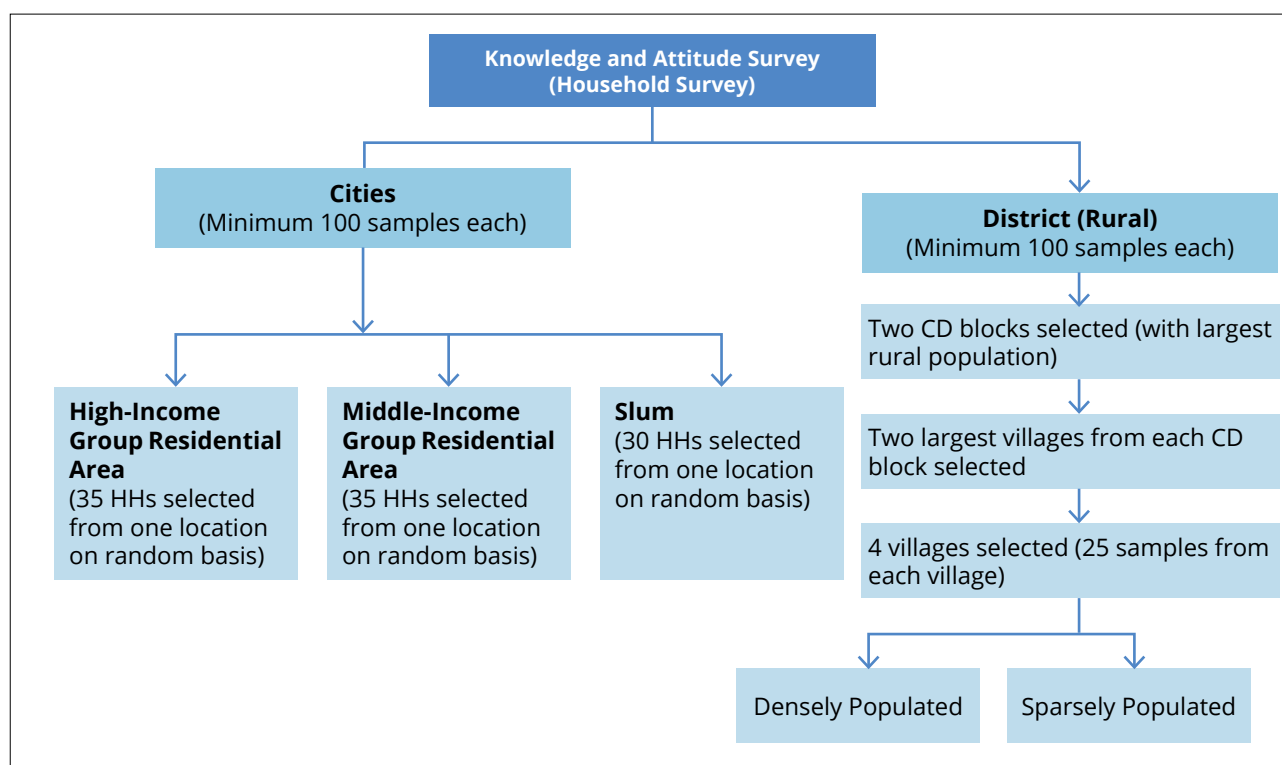 Knowledge and Attitude Survey
(Household Survey)
Cities
(Minimum 100 samples each)
District (Rural)
(Minimum 100 samples each)
Two CD blocks selected (with largest
rural population)
High-Income
Group Residential
Area
(35 HHs selected
from one location
on random basis)
Middle-Income
Group Residential
Area
(35 HHs selected
from one location
on random basis)
Slum
(30 HHs selected
from one location
on random basis)
Two largest villages from each CD
block selected
4 villages selected (25 samples from
each village)
Densely Populated
Sparsely Populated